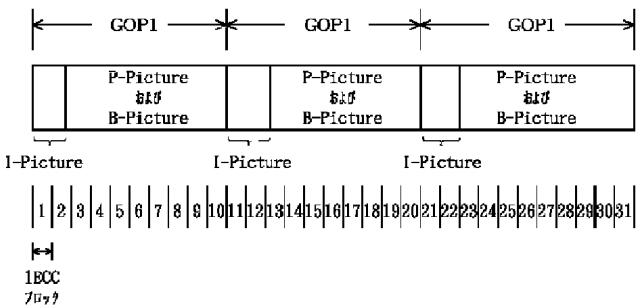 GOP1 GOP1 GOP1
P-Picture P-Picture P-Picture
および および および
B-Picture B-Picture B-Picture
I-Picture I-Picture I-Picture
1 2 3 4 5 6 7 8 9 10 11 12 13 14 15 16 17 18 19 20 21 22 23 24 25 26 27 28 29 30 31
1ECC
ブロック